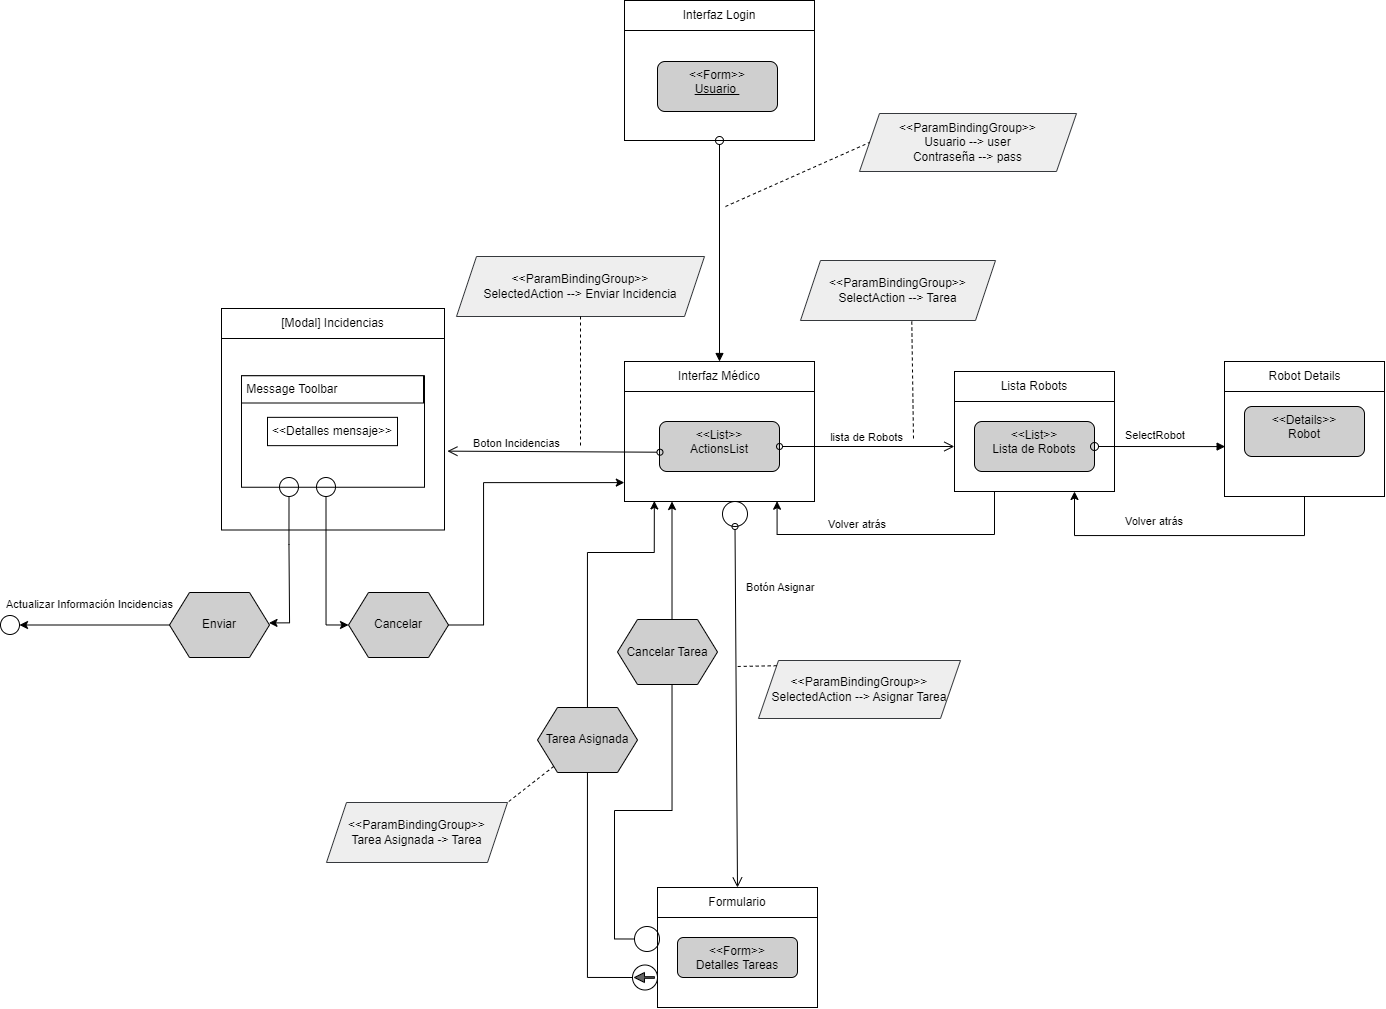 Interfaz Login
<<Form>>
Usuario
<<ParamBindingGroup>>
Usuario --> user
Contraseña --> pass
<<ParamBindingGroup>>
SelectedAction --> Enviar Incidencia
<<ParamBindingGroup>>
SelectAction --> Tarea
[Modal] Incidencias
Message Toolbar
<<Detalles mensaje>>
Boton Incidencias
Interfaz Médico
<<List>>
ActionsList
lista de Robots
Lista Robots
<<List>>
Lista de Robots
SelectRobot
Robot Details
<<Details>>
Robot
Volver atrás
Volver atrás
Actualizar Información Incidencias
Enviar
Cancelar
Botón Asignar
Cancelar Tarea
<<ParamBindingGroup>>
SelectedAction --> Asignar Tarea
Tarea Asignada
<<ParamBindingGroup>>
Tarea Asignada -> Tarea
Formulario
<<Form>>
Detalles Tareas